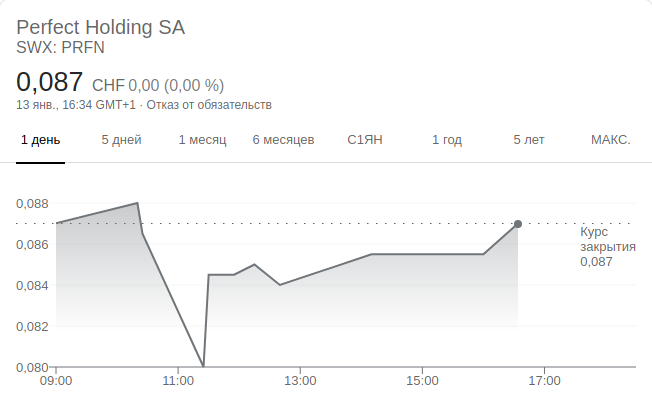 Perfect Holding SA
SWX: PRFN
0,087 CHF 0,00 (0,00 %)
13 янв., 16:34 GMT+1 · Отказ от обязательств
1 день 5 дней 1 месяц 6 месяцев С1ЯН 1 год 5 лет МАКС.
0,088
0,086
0,084
0,082
0,080
Курс
закрытия
0,087
09:00 11:00 13:00 15:00 17:00